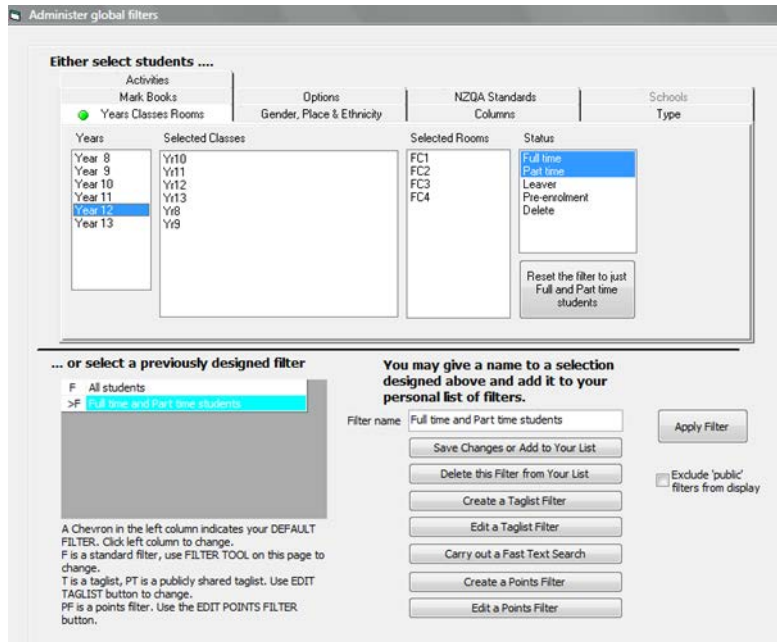 Administer global filters
Either select students ....
Activities
Mark Books Options NZQA Standards Schools
Years Classes Rooms Gender, Place & Ethnicity Columns Type
Years Selected Classes Selected Rooms Status
Year 8 Yr10 FC1 Full time
Year 9 Yr11 FC2 Part time
Year 10 Yr12 FC3 Leaver
Year 11 Yr13 FC4 Pre-enrolment
Year 12 Yr8 Delete
Year 13 Yr9
Reset the filter to just
Full and Part time
students
... or select a previously designed filter
F All students
>F Full time and Part time students
A Chevron in the left column indicates your DEFAULT
FILTER. Click left column to change.
F is a standard filter, use FILTER TOOL on this page to
change.
T is a taglist, PT is a publicly shared taglist. Use EDIT
TAGLIST button to change.
PF is a points filter. Use the EDIT POINTS FILTER
button.
You may give a name to a selection
designed above and add it to your
personal list of filters.
Filter name Full time and Part time students
Save Changes or Add to Your List
Delete this Filter from Your List
Create a Taglist Filter
Edit a Taglist Filter
Carry out a Fast Text Search
Create a Points Filter
Edit a Points Filter
Apply Filter
Exclude 'public'
filters from display